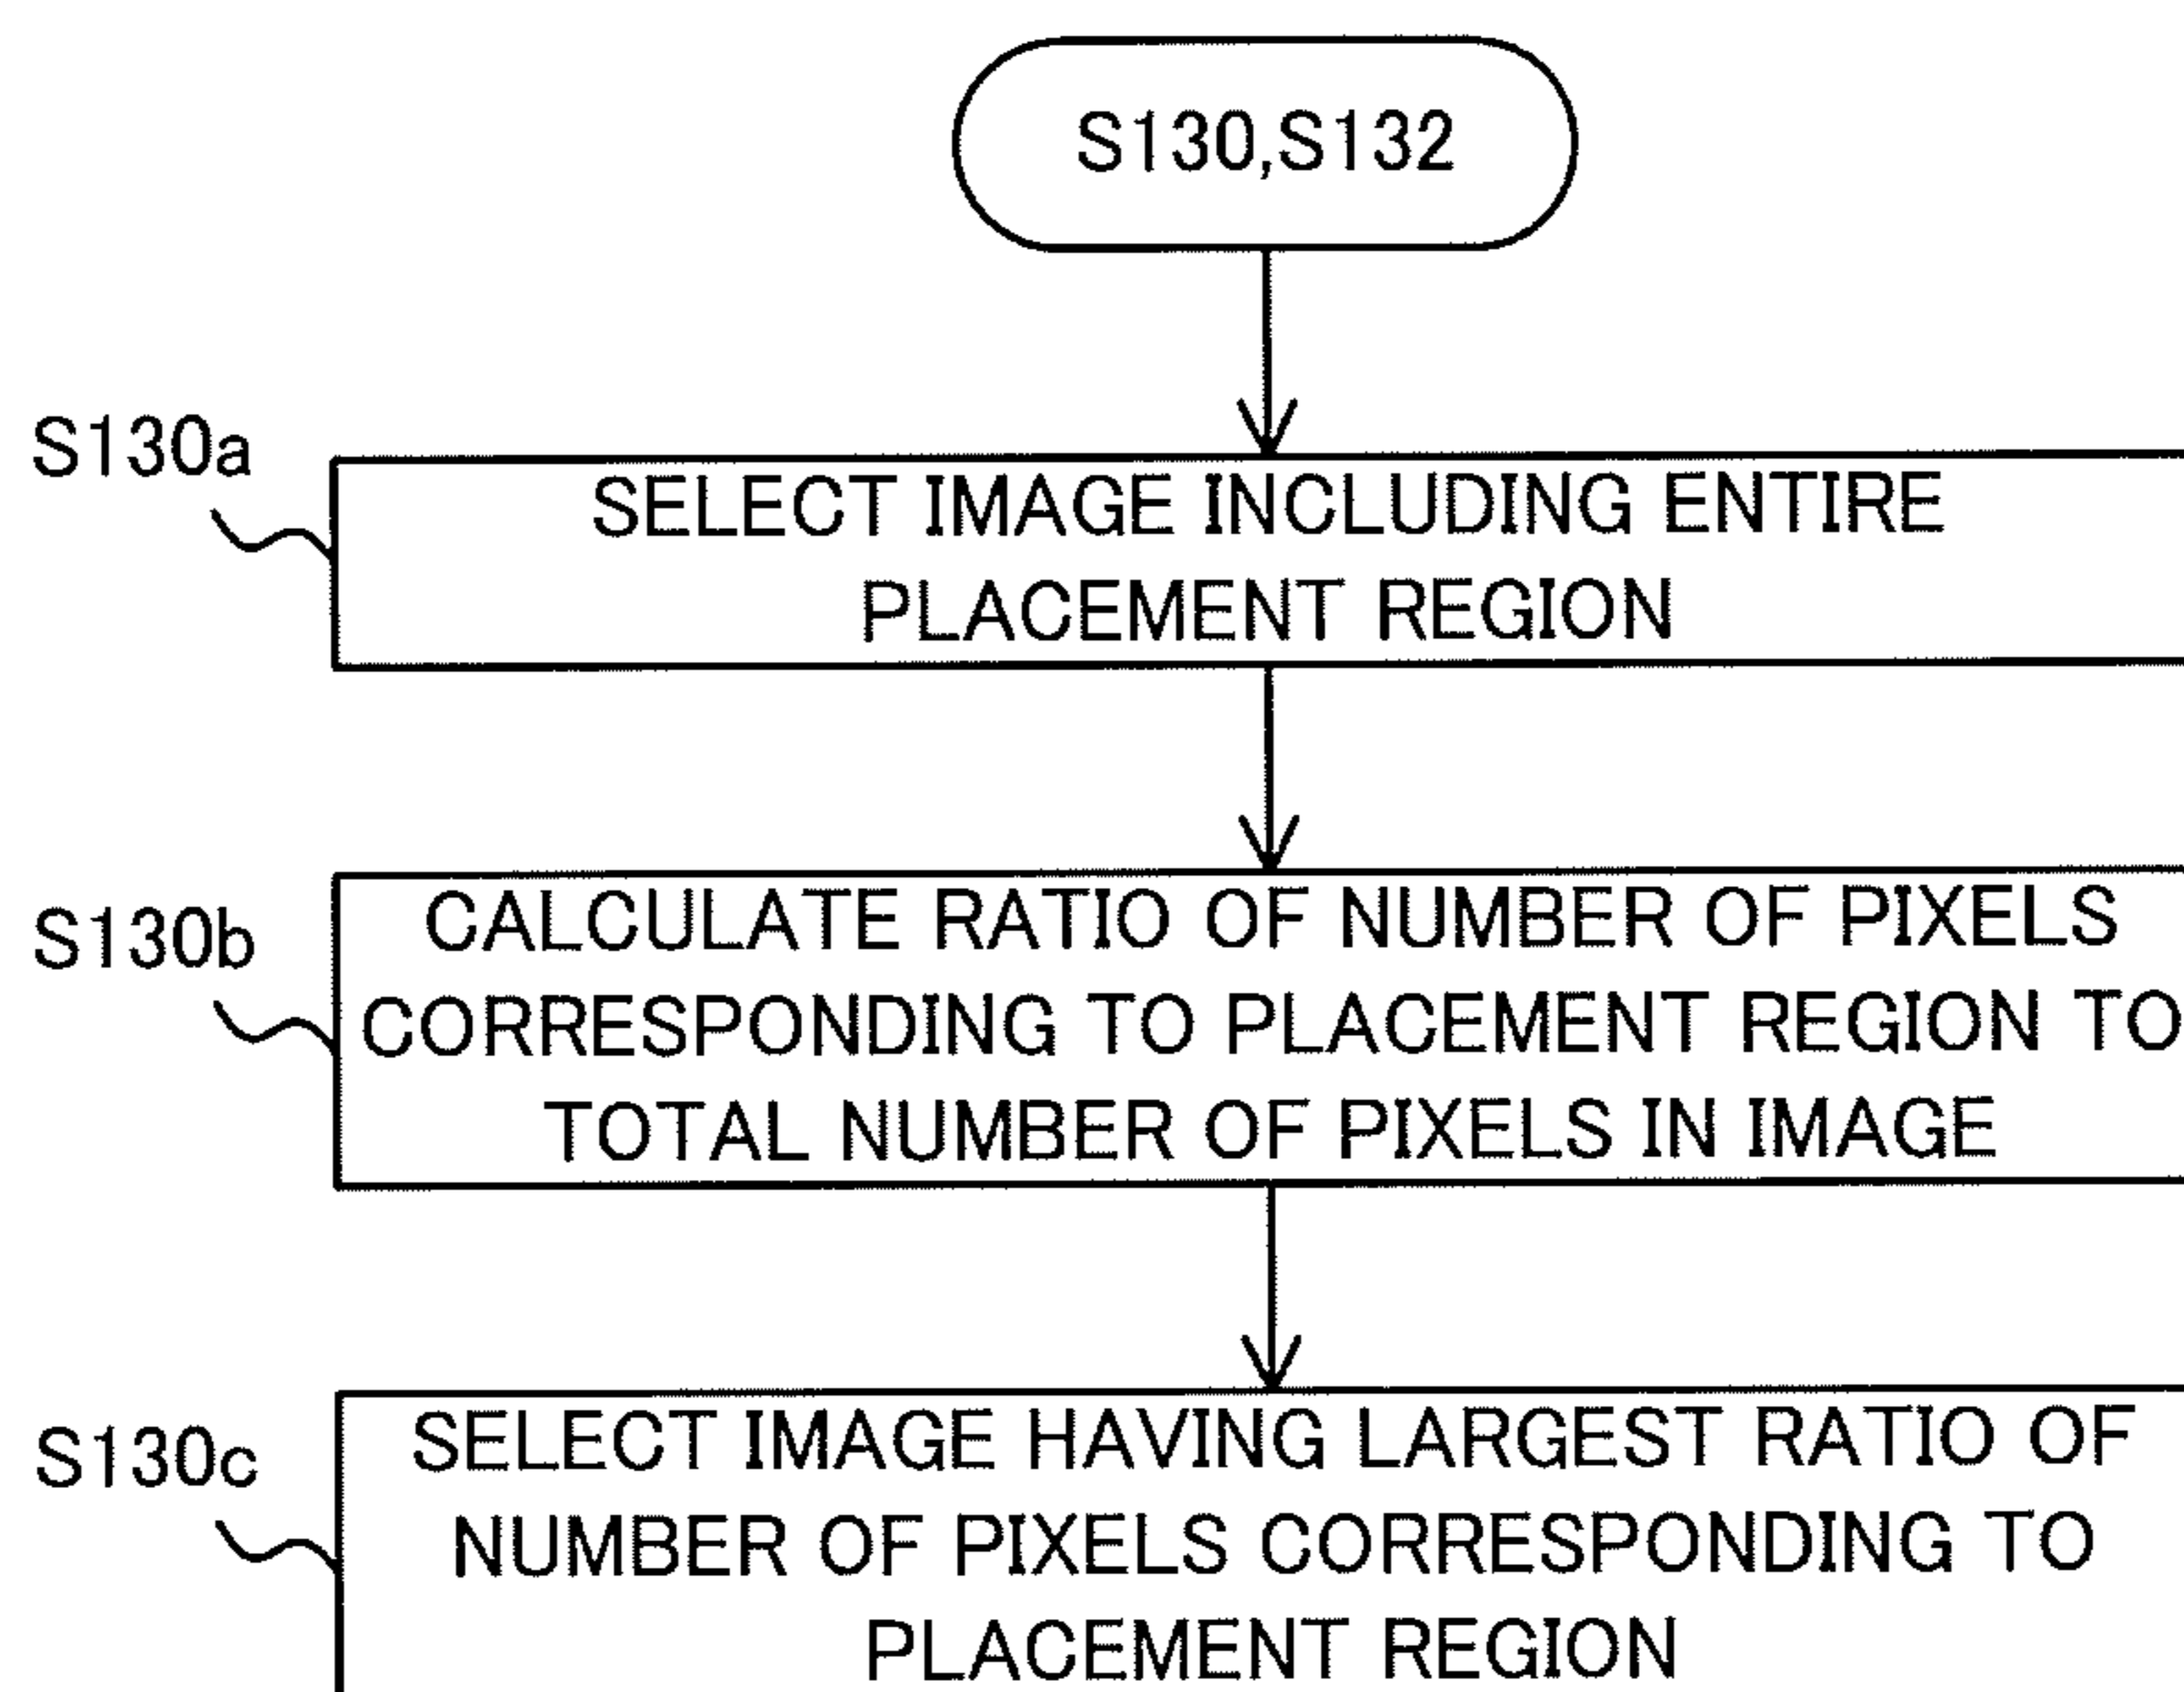 S130,S132
S130a
SELECT IMAGE INCLUDING ENTIRE
PLACEMENT REGION
S130b
CALCULATE RATIO OF NUMBER OF PIXELS
CORRESPONDING TO PLACEMENT REGION TO
TOTAL NUMBER OF PIXELS IN IMAGE
S130c
SELECT IMAGE HAVING LARGEST RATIO OF
NUMBER OF PIXELS CORRESPONDING TO
PLACEMENT REGION